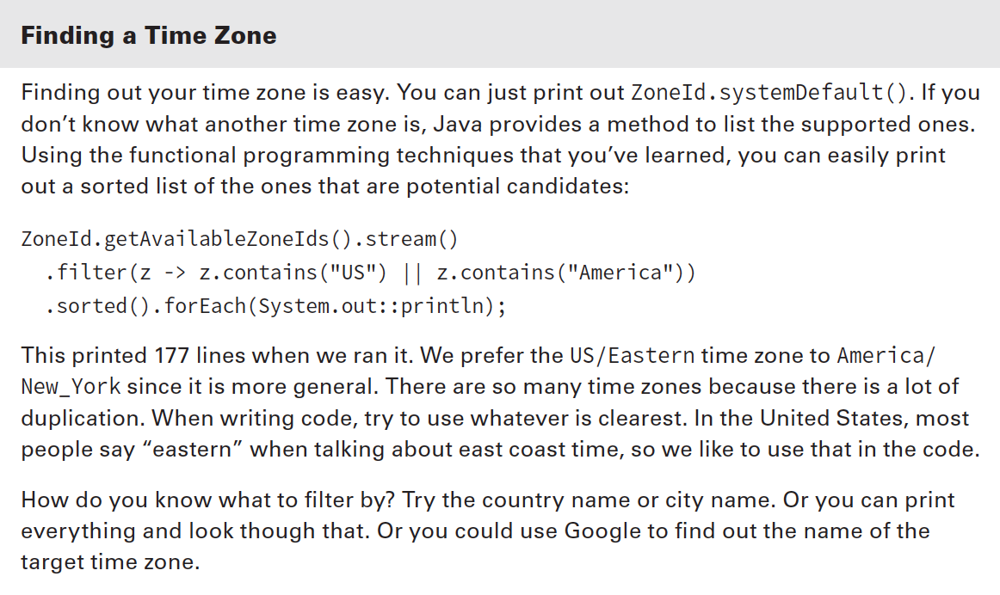 Finding a Time Zone
Finding out your time zone is easy. You can just print out ZoneId.systemDefault(). If you
don’t know what another time zone is, Java provides a method to list the supported ones.
Using the functional programming techniques that you’ve learned, you can easily print
out a sorted list of the ones that are potential candidates:
ZoneId.getAvailableZoneIds().stream()
  .filter(z -> z.contains("US") || z.contains("America"))
  .sorted().forEach(System.out::println);
This printed 177 lines when we ran it. We prefer the US/Eastern time zone to America/
New_York since it is more general. There are so many time zones because there is a lot of
duplication. When writing code, try to use whatever is clearest. In the United States, most
people say “eastern” when talking about east coast time, so we like to use that in the code.
How do you know what to filter by? Try the country name or city name. Or you can print
everything and look though that. Or you could use Google to find out the name of the
target time zone.